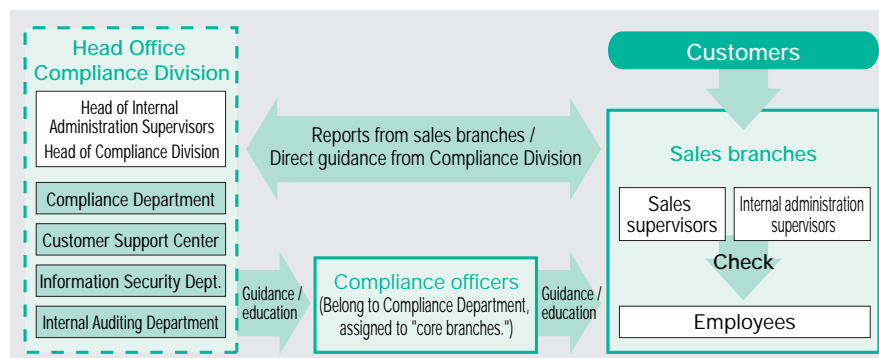 Head Office
Compliance Division
Head of Internal
Administration Supervisors
Head of Compliance Division
Compliance Department
Customer Support Center
Information Security Dept.
Internal Auditing Department
Reports from sales branches /
Direct guidance from Compliance Division
Guidance /
education
Compliance officers
(Belong to Compliance Department,
assigned to "core branches.")
Guidance /
education
Customers
Sales branches
Sales
supervisors
Internal administration
supervisors
Check
Employees